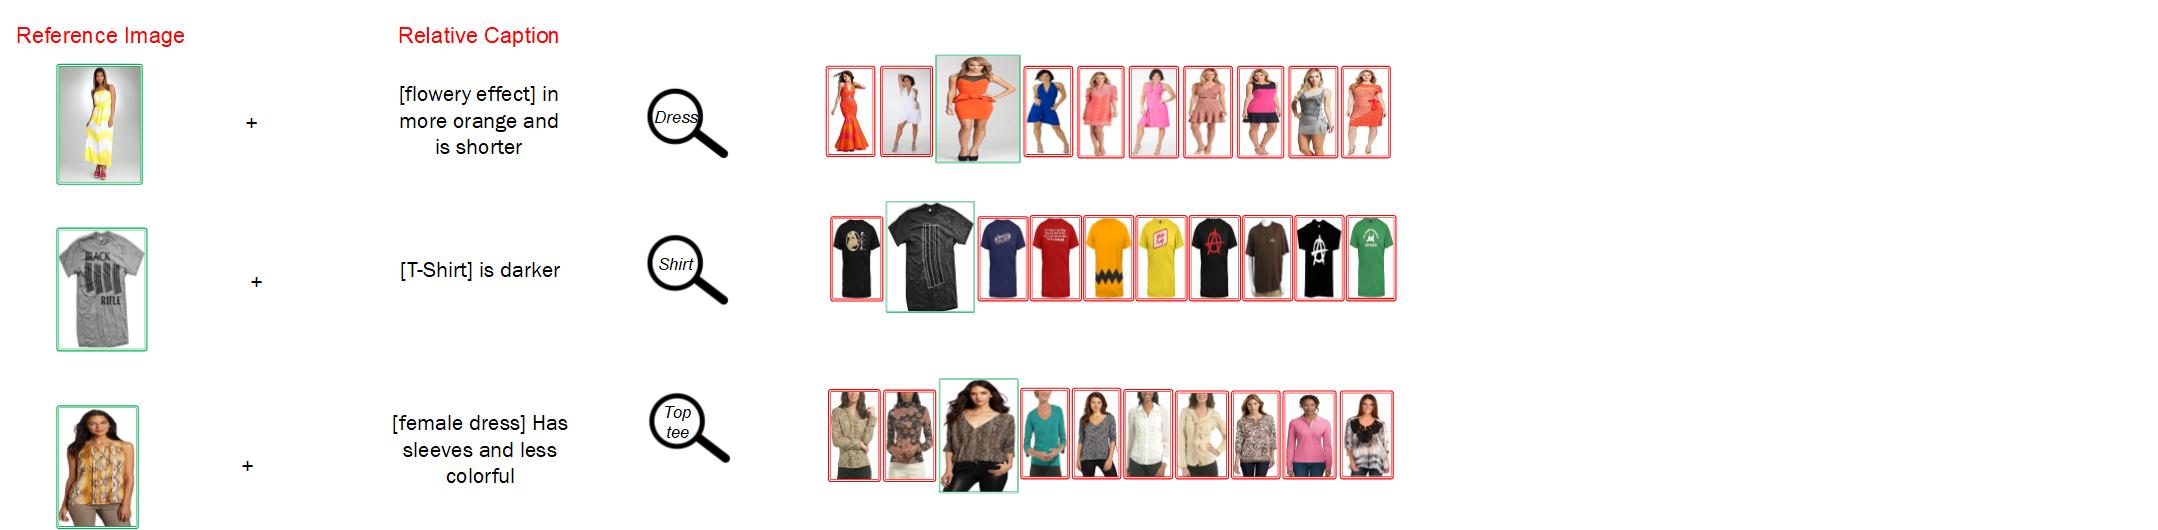 Reference Image
Relative Caption
[flowery effect] in
more orange and
is shorter
+
Dress
BLACK
RIFLE
+
[T-Shirt] is darker
Shirt
+
[female dress] Has
sleeves and less
colorful
Top
tee